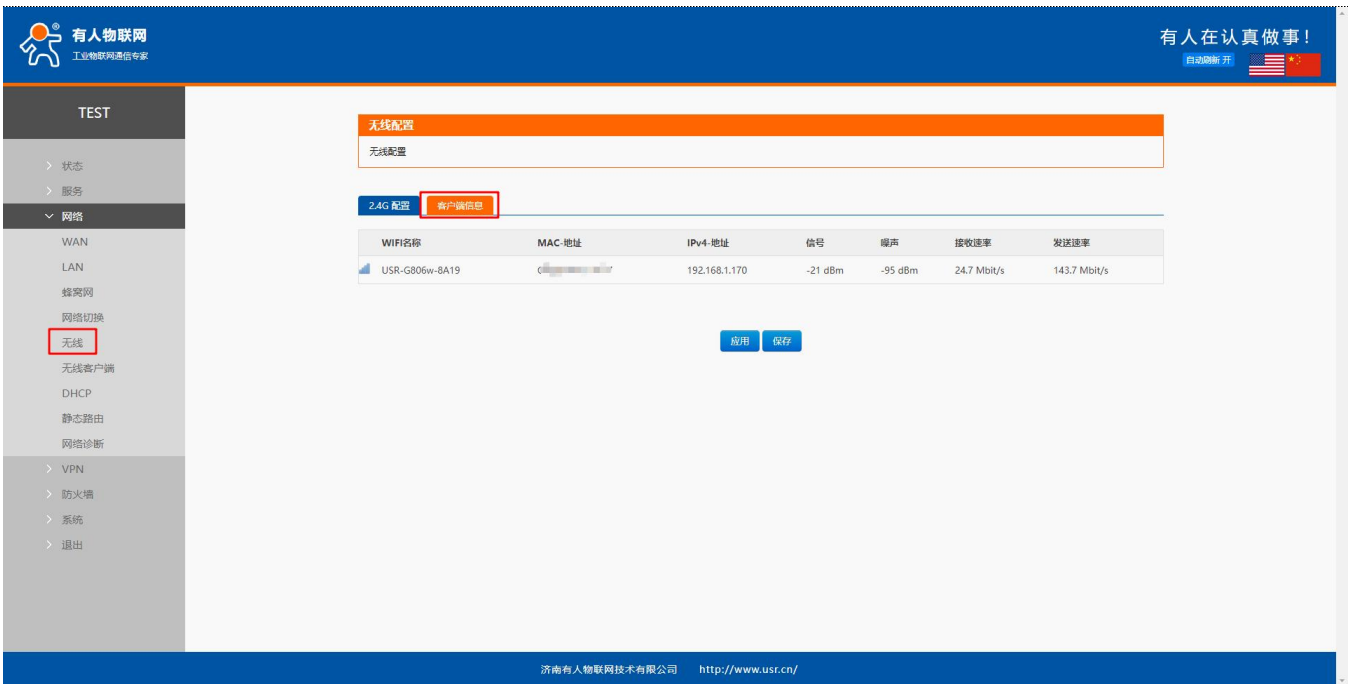 有人物联网
工业物联网通信专家
有人在认真做事!
自动刷新 开
TEST
状态
服务
网络
WAN
LAN
蜂窝网
网络切换
无线
无线客户端
DHCP
静态路由
网络诊断
VPN
防火墙
系统
退出
无线配置
无线配置
2.4G 配置 客户端信息
WIFI名称 MAC-地址 IPv4-地址 信号 噪声 接收速率 发送速率
USR-G806w-8A19 192.168.1.170 -21 dBm -95 dBm 24.7 Mbit/s 143.7 Mbit/s
应用 保存
济南有人物联网技术有限公司 http://www.usr.cn/